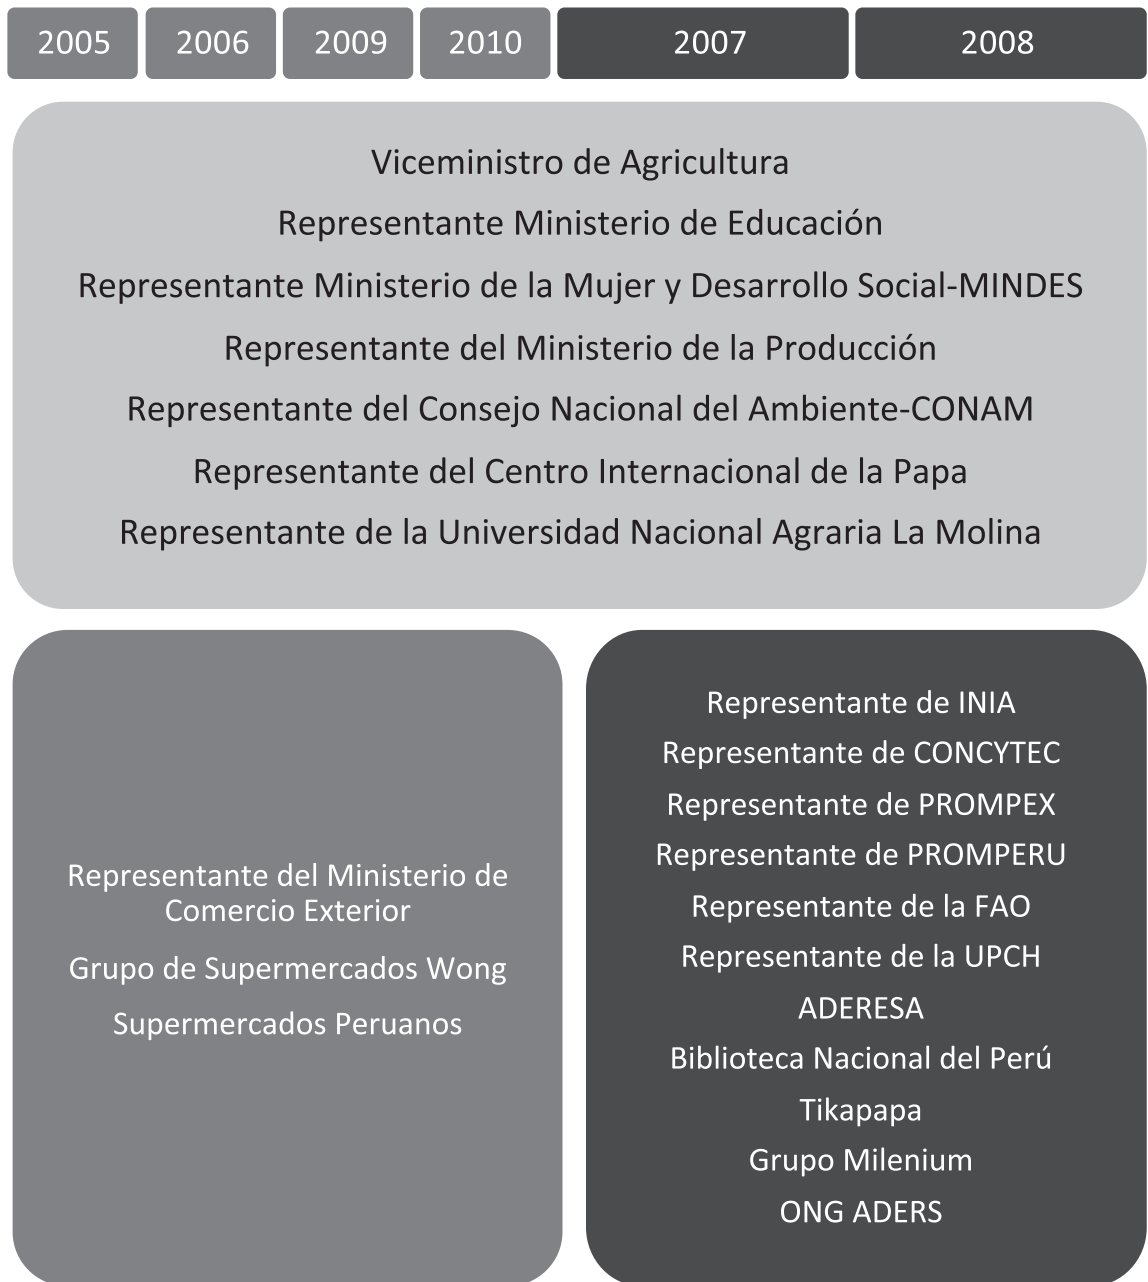 2005 2006 2009 2010 2007 2008
Viceministro de Agricultura
Representante Ministerio de Educación
Representante Ministerio de la Mujer y Desarrollo Social-MINDES
Representante del Ministerio de la Producción
Representante del Consejo Nacional del Ambiente-CONAM
Representante del Centro Internacional de la Papa
Representante de la Universidad Nacional Agraria La Molina
Representante del Ministerio de
Comercio Exterior
Grupo de Supermercados Wong
Supermercados Peruanos
Representante de INIA
Representante de CONCYTEC
Representante de PROMPEX
Representante de PROMPERU
Representante de la FAO
Representante de la UPCH
ADERESA
Biblioteca Nacional del Perú
Tikapapa
Grupo Milenium
ONG ADERS